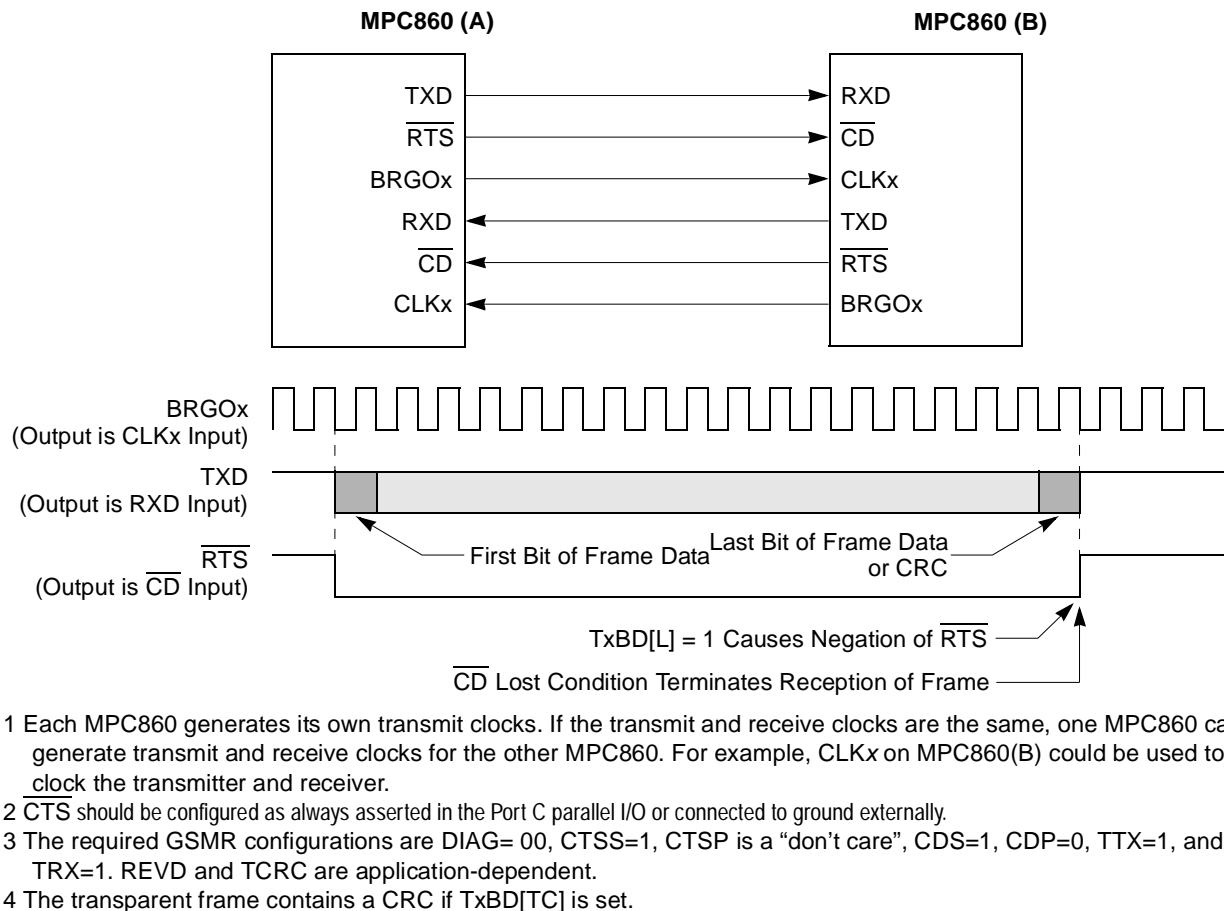 MPC860 (A)
MPC860 (B)
TXD
RTS
BRGOx
RXD
CD
CLKx
RXD
CD
CLKx
TXD
RTS
BRGOx
BRGOx
(Output is CLKx Input)
TXD
(Output is RXD Input)
First Bit of Frame Data
Last Bit of Frame Data
or CRC
RTS
(Output is CD Input)
TxBD[L] = 1 Causes Negation of RTS
CD Lost Condition Terminates Reception of Frame
1 Each MPC860 generates its own transmit clocks. If the transmit and receive clocks are the same, one MPC860
generate transmit and receive clocks for the other MPC860. For example, CLKx on MPC860(B) could be used to
clock the transmitter and receiver.
2 CTS should be configured as always asserted in the Port C parallel I/O or connected to ground externally.
3 The required GSMR configurations are DIAG= 00, CTSS=1, CTSP is a “don’t care”, CDS=1, CDP=0, TTX=1, and
TRX=1. REVD and TCRC are application-dependent.
4 The transparent frame contains a CRC if TxBD[TC] is set.